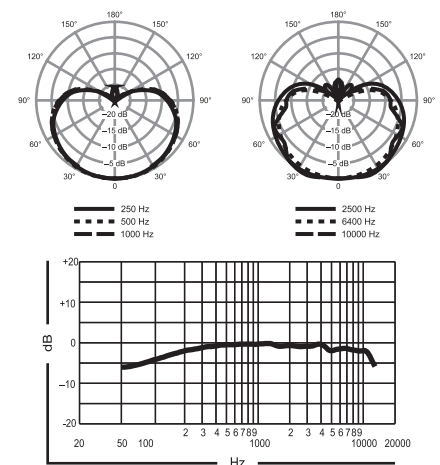 180° 180°
150° 150° 150° 150°
120° 120° 120° 120°
90° 90° 90° 90°
60° 60° 60° 60°
30° 30° 30° 30°
0 0
–20 dB –20 dB
–15 dB –15 dB
–10 dB –10 dB
–5 dB –5 dB
250 Hz 2500 Hz
500 Hz 6400 Hz
1000 Hz 10000 Hz
+20
+10
0
–10
-20
dB
2 3 4 5 6 7 8 9 2 3 4 5 6 7 8 9
20 50 100 1000 10000 20000
Hz